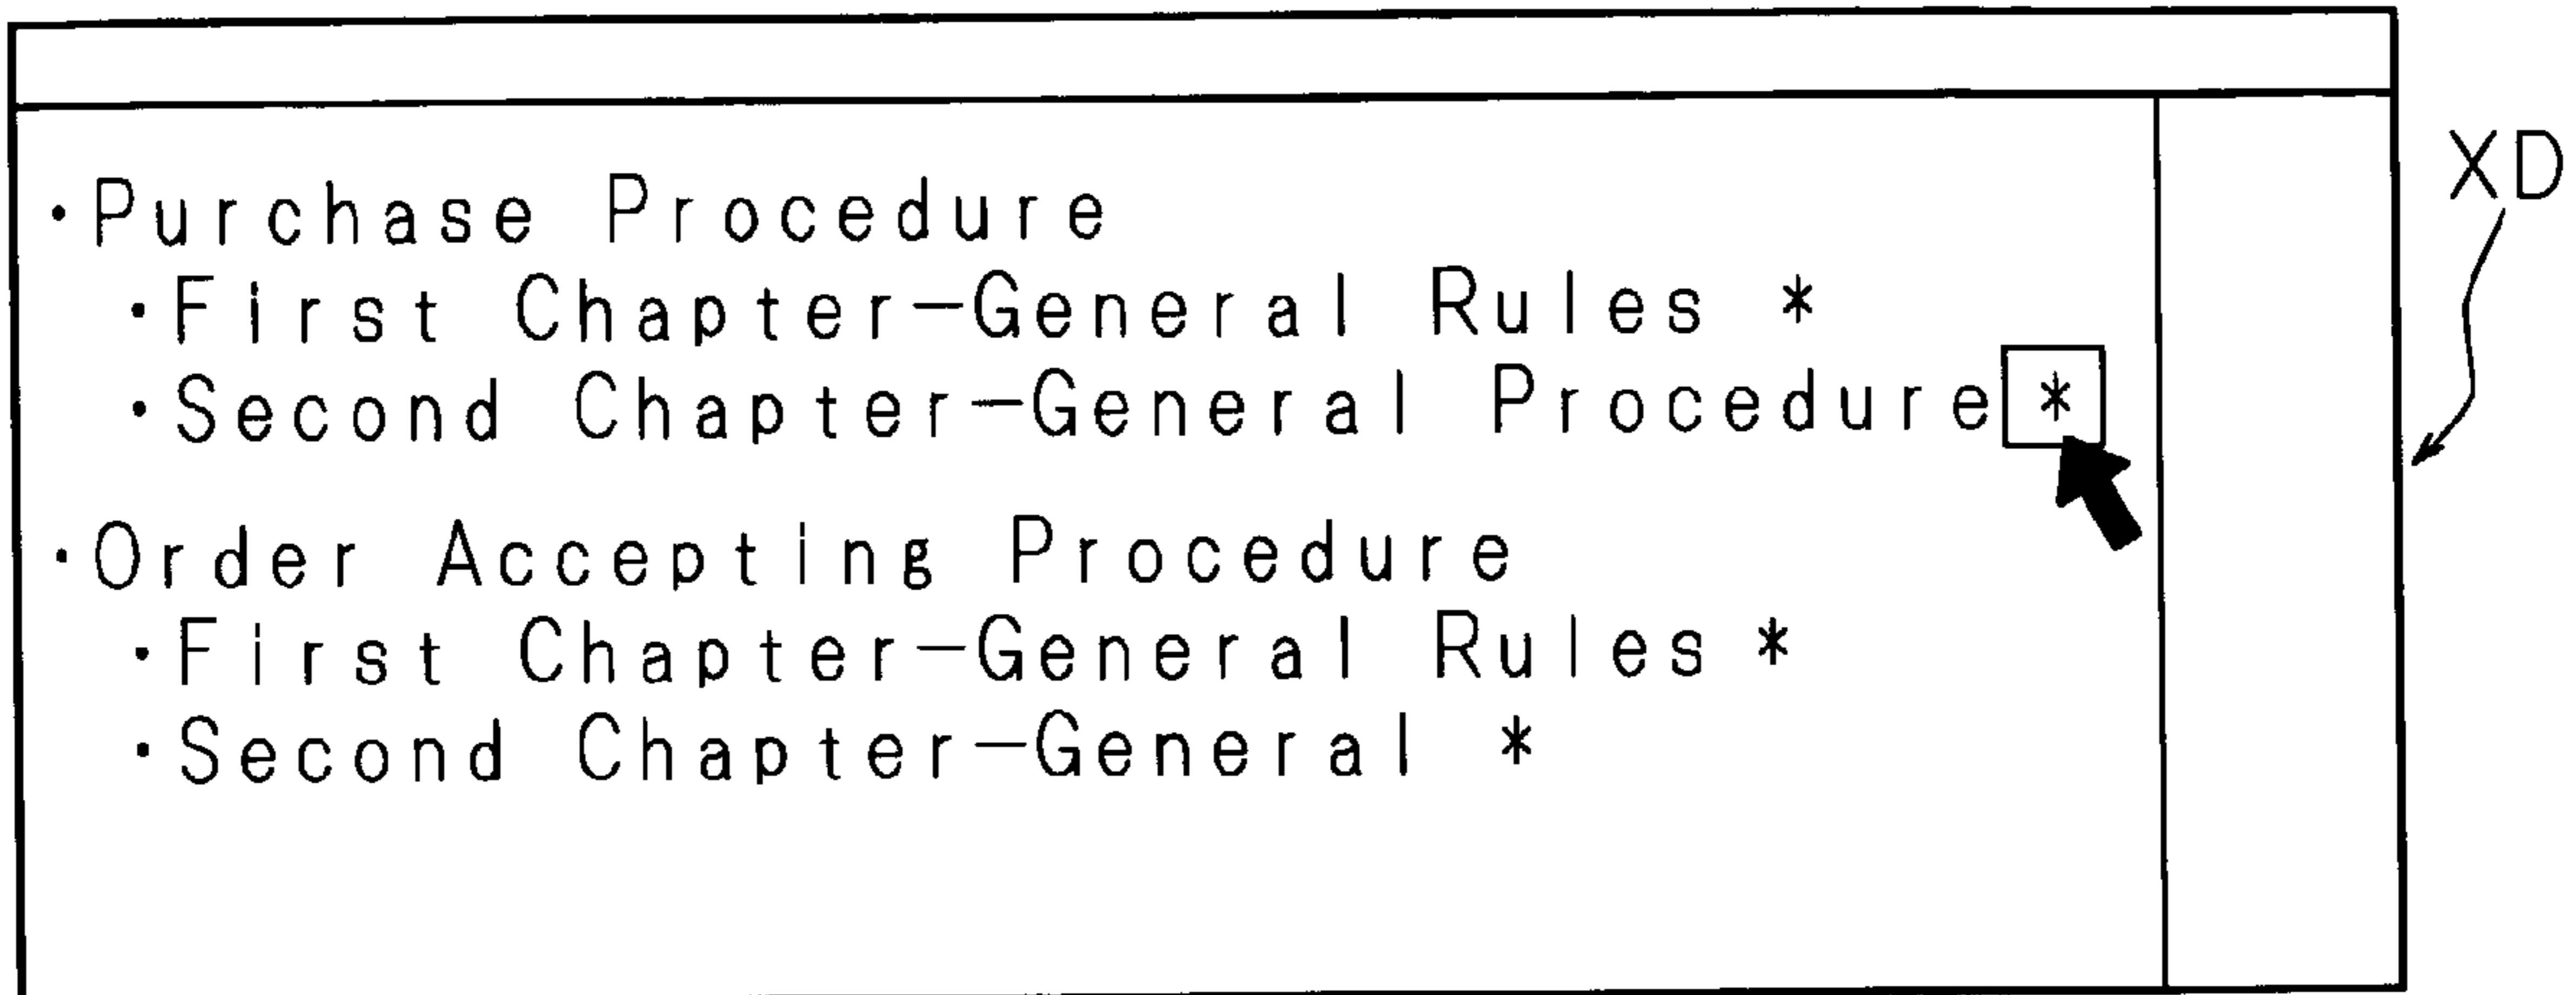 ・Purchase Procedure
・First Chapter-General Rules *
・Second Chapter-General Procedure *
・Order Accepting Procedure
・First Chapter-General Rules *
・Second Chapter-General *
XD